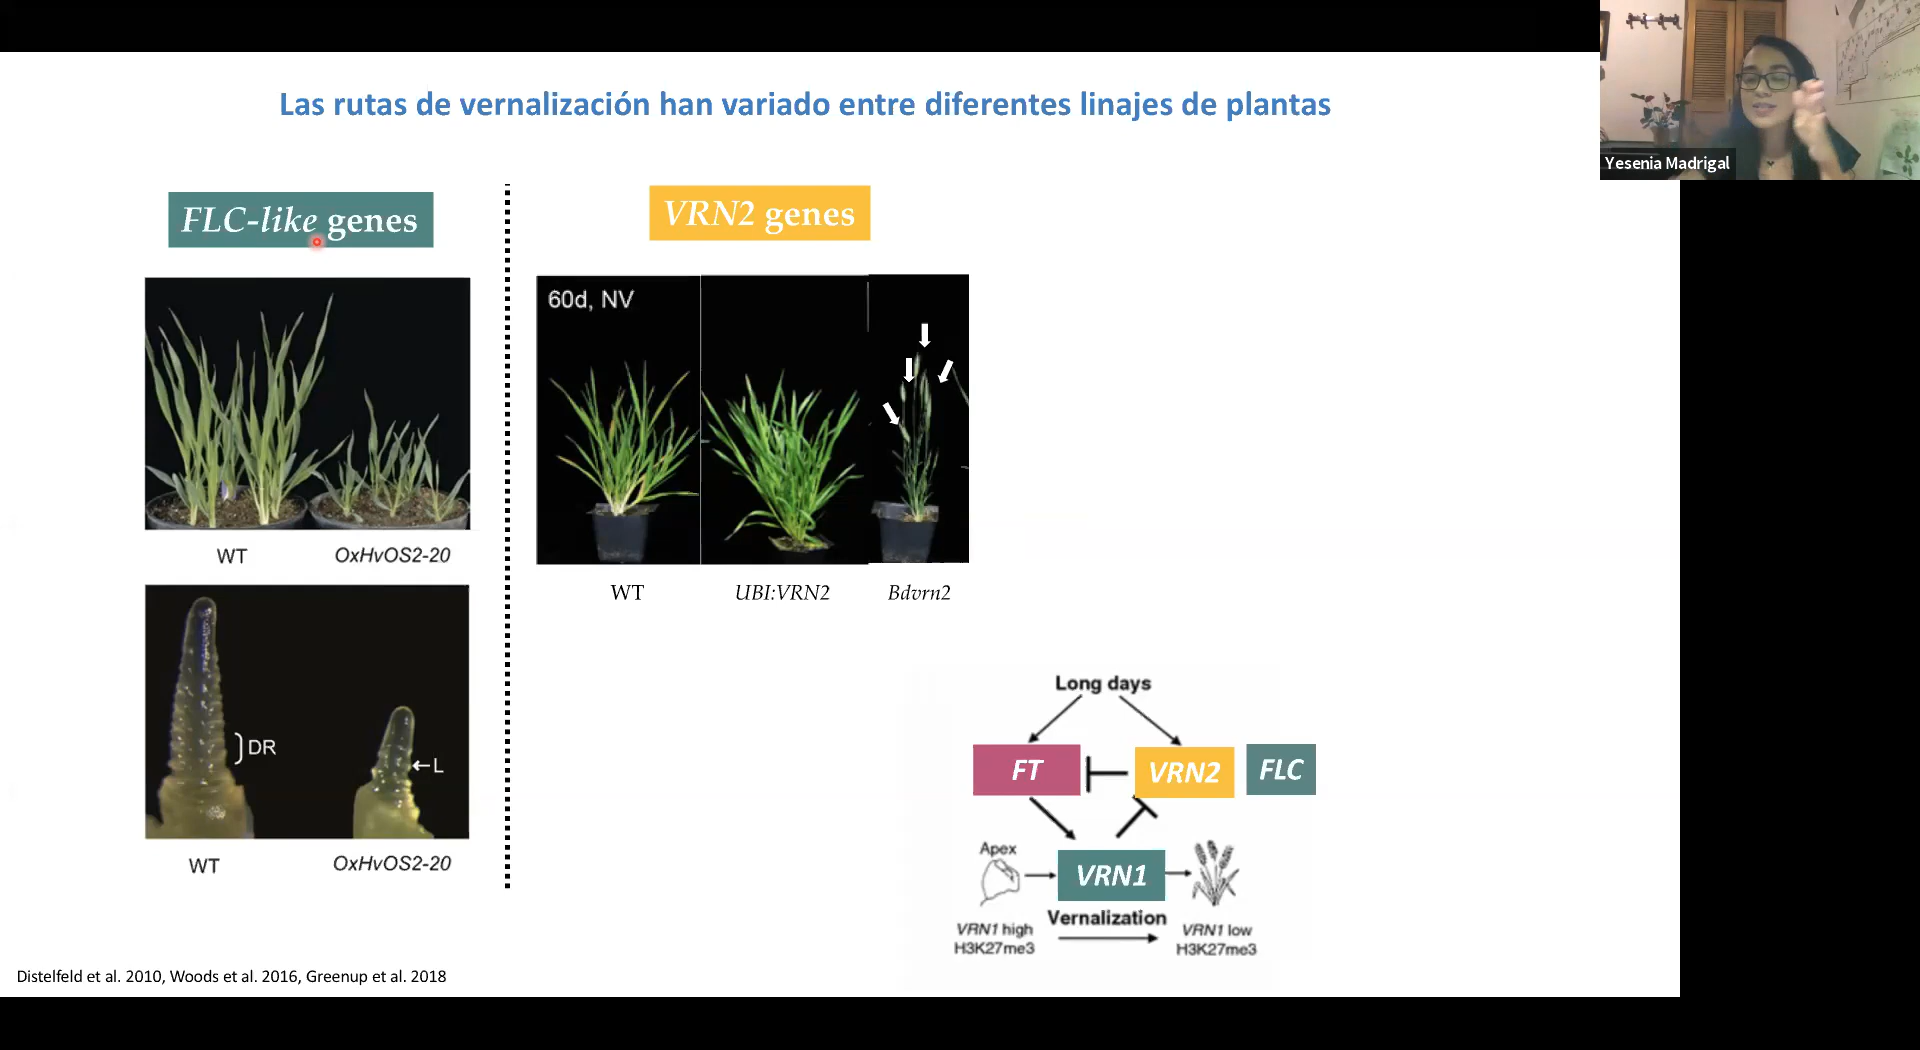 Las rutas de vernalización han variado entre diferentes linajes de plantas
Yesenia Madrigal
FLC-like genes
WT
OxHvOS2-20
DR
L
WT
OxHvOS2-20
VRN2 genes
60d, NV
WT
UBI:VRN2
Bdvrn2
Long days
FT
VRN2
FLC
Apex
VRN1
Vernalization
VRN1 high
H3K27me3
VRN1 low
H3K27me3
Distelfeld et al. 2010, Woods et al. 2016, Greenup et al. 2018